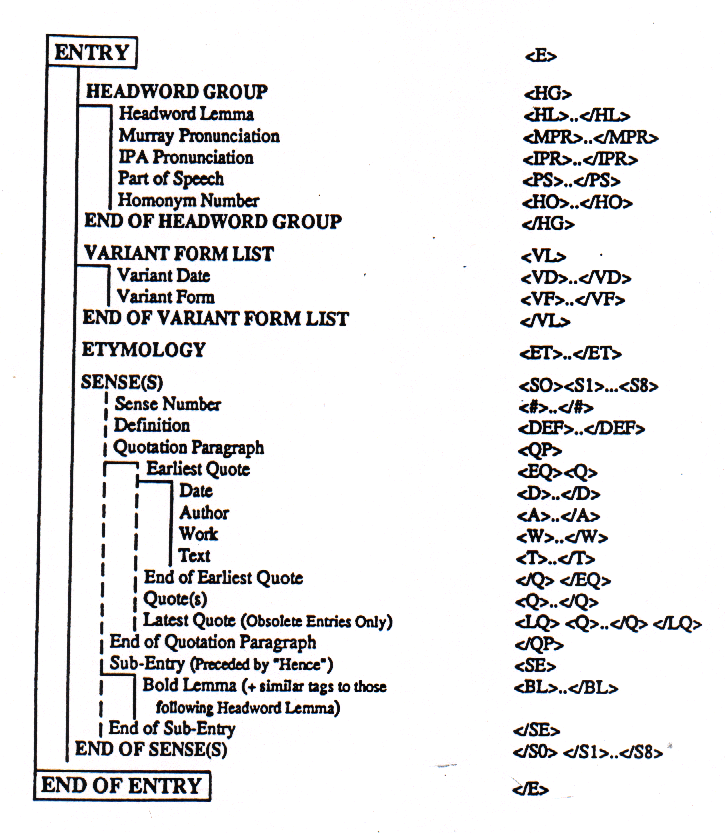 ENTRY <E>
HEADWORD GROUP <HG>
Headword Lemma <HL>..</HL>
Murray Pronunciation <MPR>..</MPR>
IPA Pronunciation <IPR>..</IPR>
Part of Speech <PS>..</PS>
Homonym Number <HO>..</HO>
END OF HEADWORD GROUP </HG>
VARIANT FORM LIST <VL>
Variant Date <VD>..</VD>
Variant Form <VF>..</VF>
END OF VARIANT FORM LIST </VL>
ETYMOLOGY <ET>..</ET>
SENSE(S) <SO><S1>...<S8>
Sense Number <#>..</#>
Definition <DEF>..</DEF>
Quotation Paragraph <QP>
Earliest Quote <EQ><Q>
Date <D>..</D>
Author <A>..</A>
Work <W>..</W>
Text <T>..</T>
End of Earliest Quote </Q> </EQ>
Quote(s) <Q>..</Q>
Latest Quote (Obsolete Entries Only) <LQ> <Q>..</Q> </LQ>
End of Quotation Paragraph </QP>
Sub-Entry (Preceded by "Hence") <SE>
Bold Lemma (+ similar tags to those <BL>..</BL>
following Headword Lemma)
End of Sub-Entry </SE>
END OF SENSE(S) </S0> </S1>..</S8>
END OF ENTRY </E>